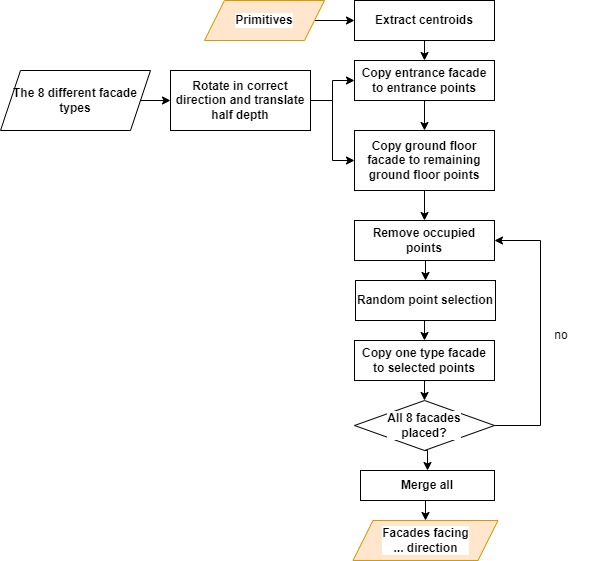 Primitives
Extract centroids
Copy entrance facade
to entrance points
The 8 different facade
types
Rotate in correct
direction and translate
half depth
Copy ground floor
facade to remaining
ground floor points
Remove occupied
points
Random point selection
no
Copy one type facade
to selected points
All 8 facades
placed?
Merge all
Facades facing
... direction